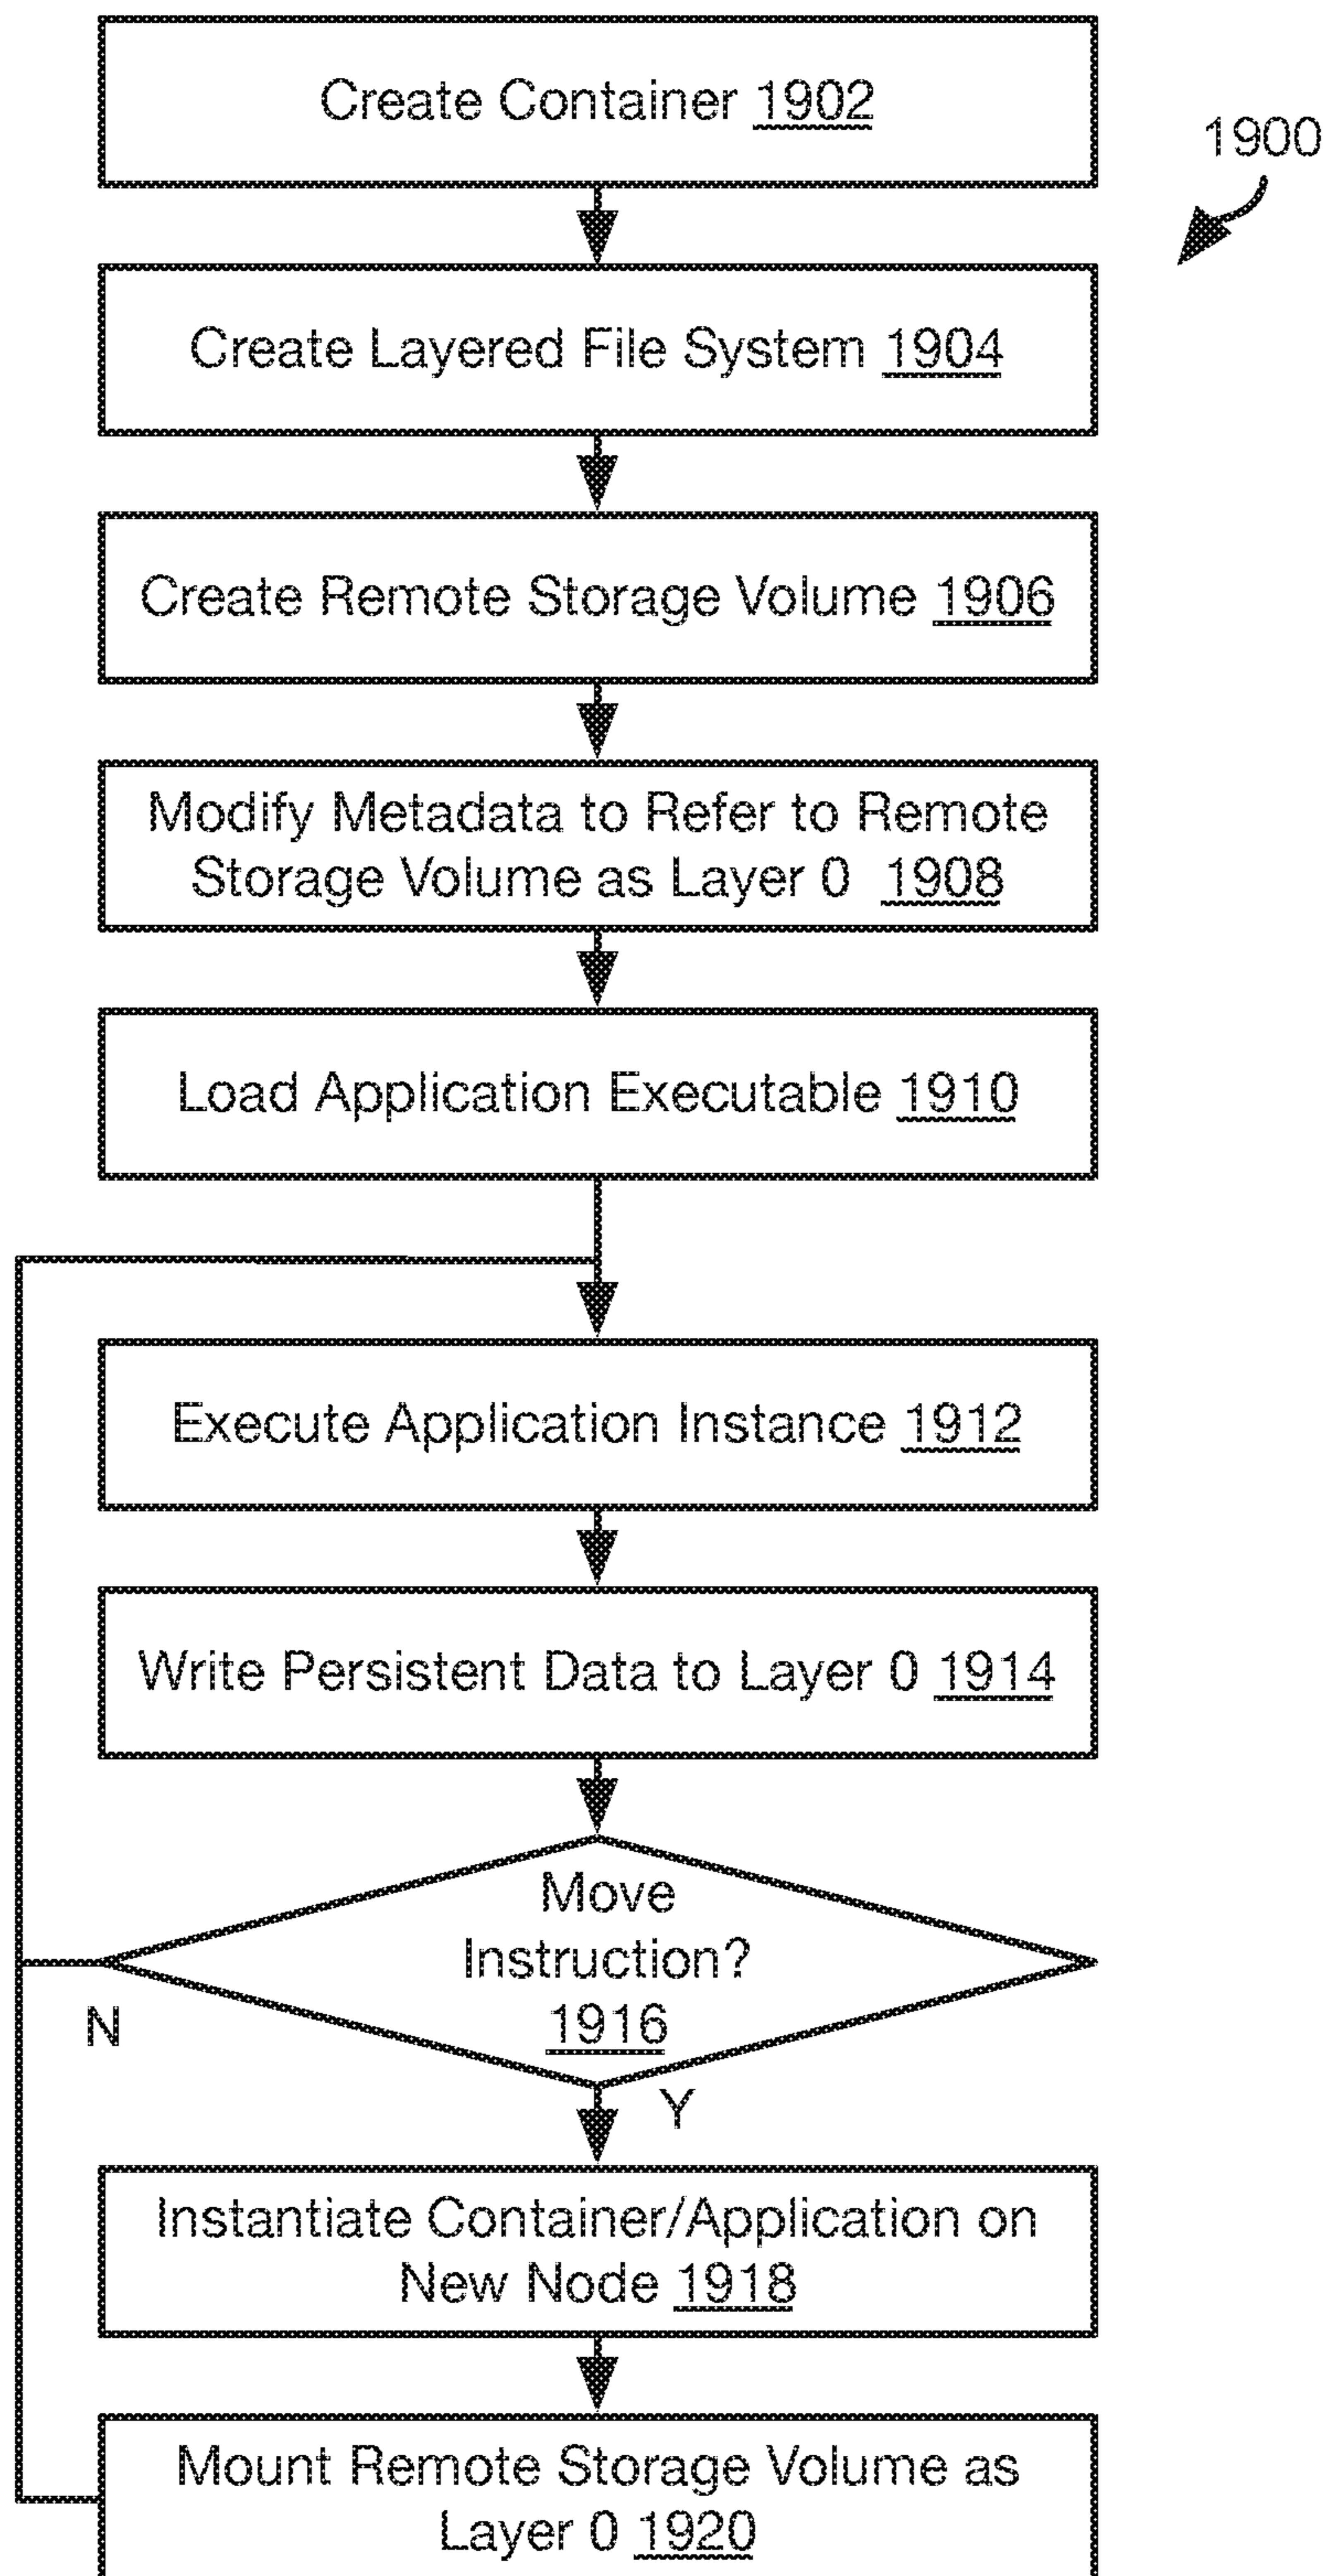 Create Container 1902
1900
Create Layered File System 1904
Create Remote Storage Volume 1906
Modify Metadata to Refer to Remote
Storage Volume as Layer 0 1908
Load Application Executable 1910
Execute Application Instance 1912
Write Persistent Data to Layer 0 1914
Move
Instruction?
1916
N
Y
Instantiate Container/Application on
New Node 1918
Mount Remote Storage Volume as
Layer 0 1920